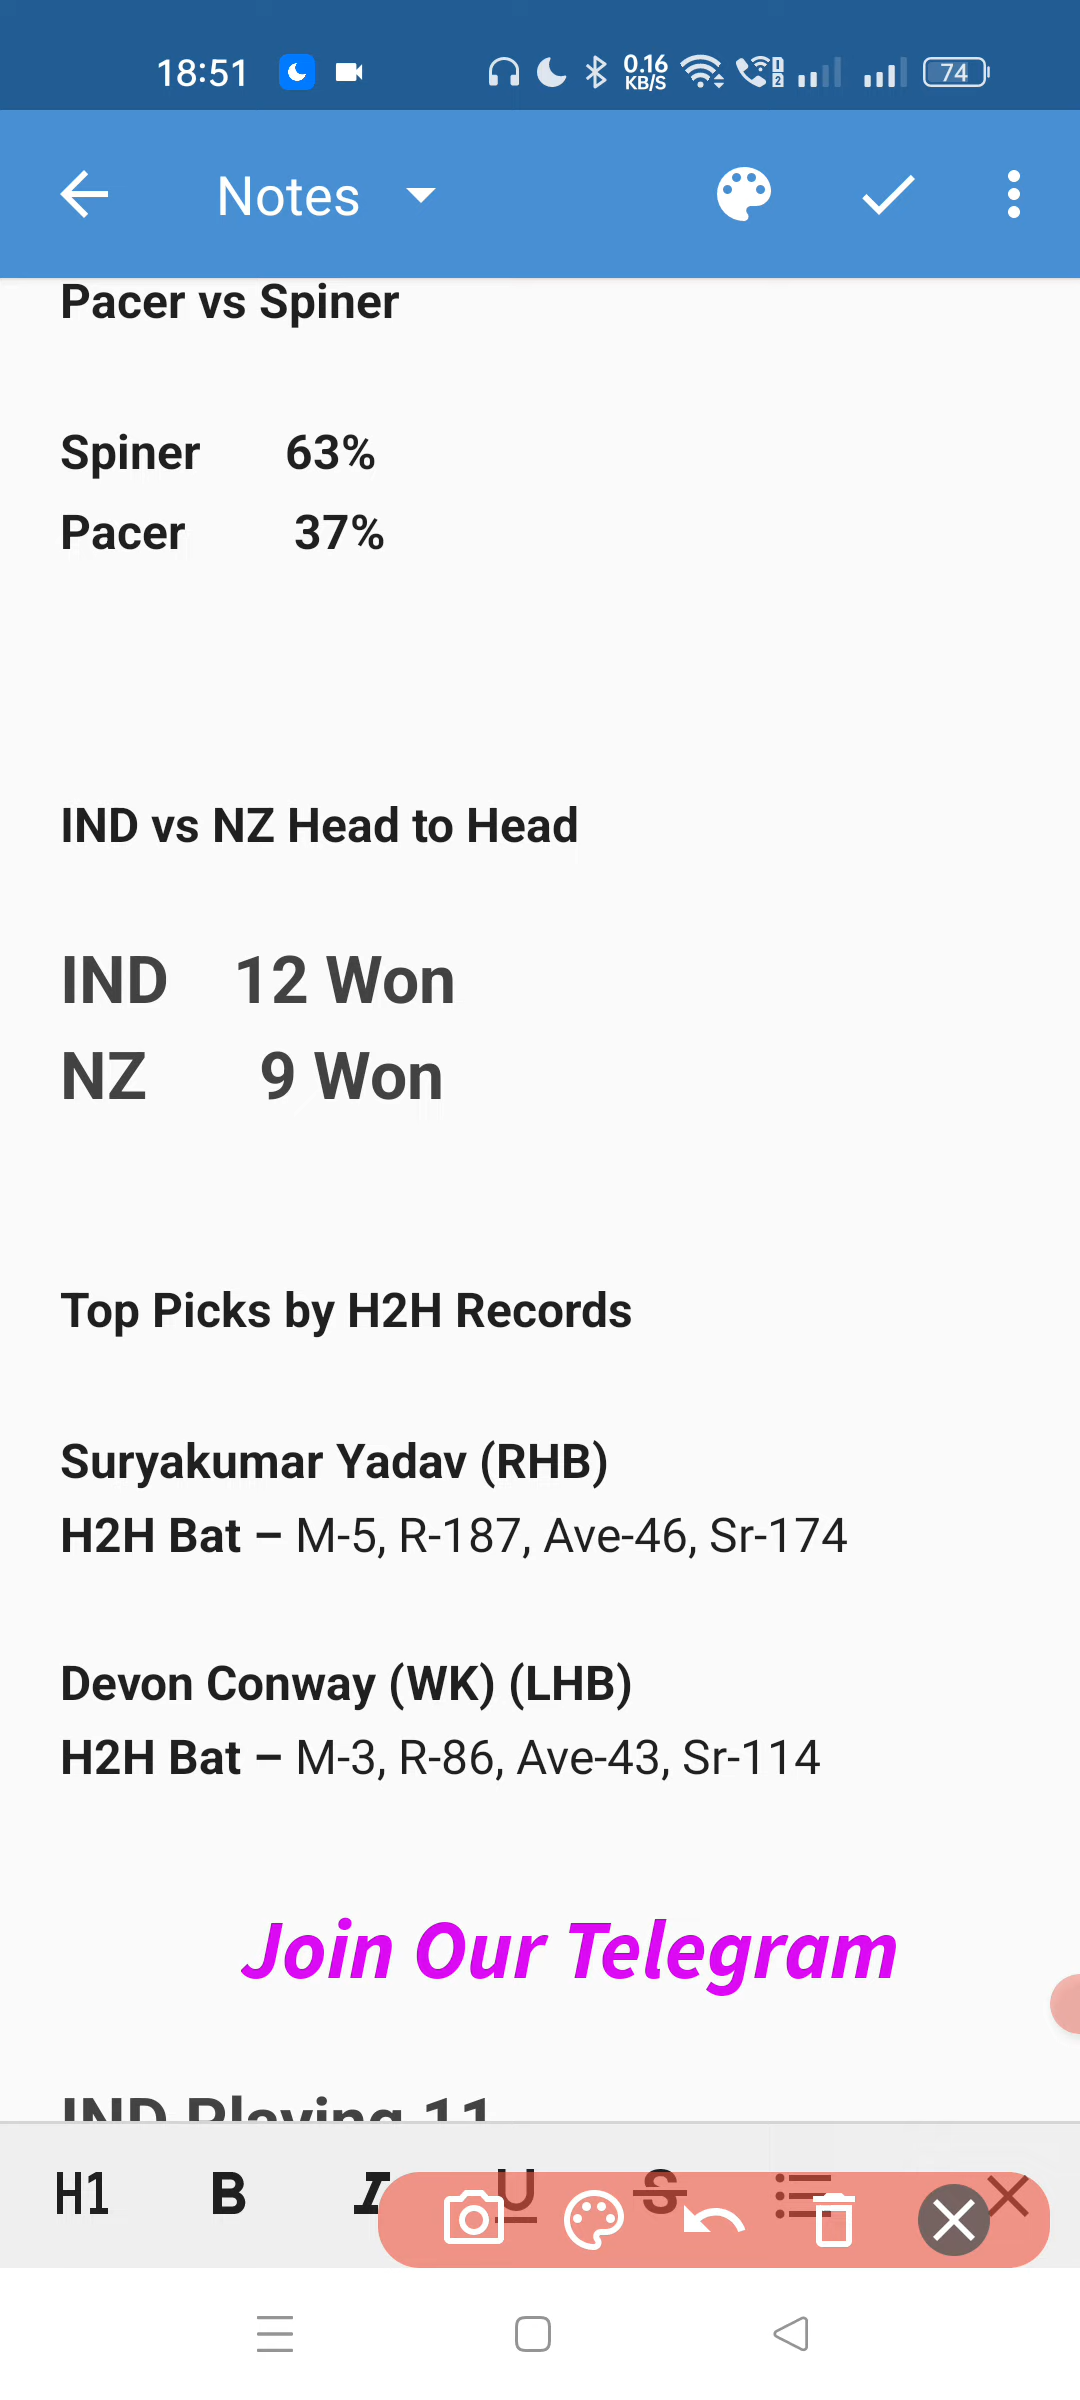 18:51 0.16 KB/S 74
Notes
Pacer vs Spiner
Spiner 63%
Pacer 37%
IND vs NZ Head to Head
IND 12 Won
NZ 9 Won
Top Picks by H2H Records
Suryakumar Yadav (RHB)
H2H Bat – M-5, R-187, Ave-46, Sr-174
Devon Conway (WK) (LHB)
H2H Bat – M-3, R-86, Ave-43, Sr-114
Join Our Telegram
IND Playing 11
H1 B I U S